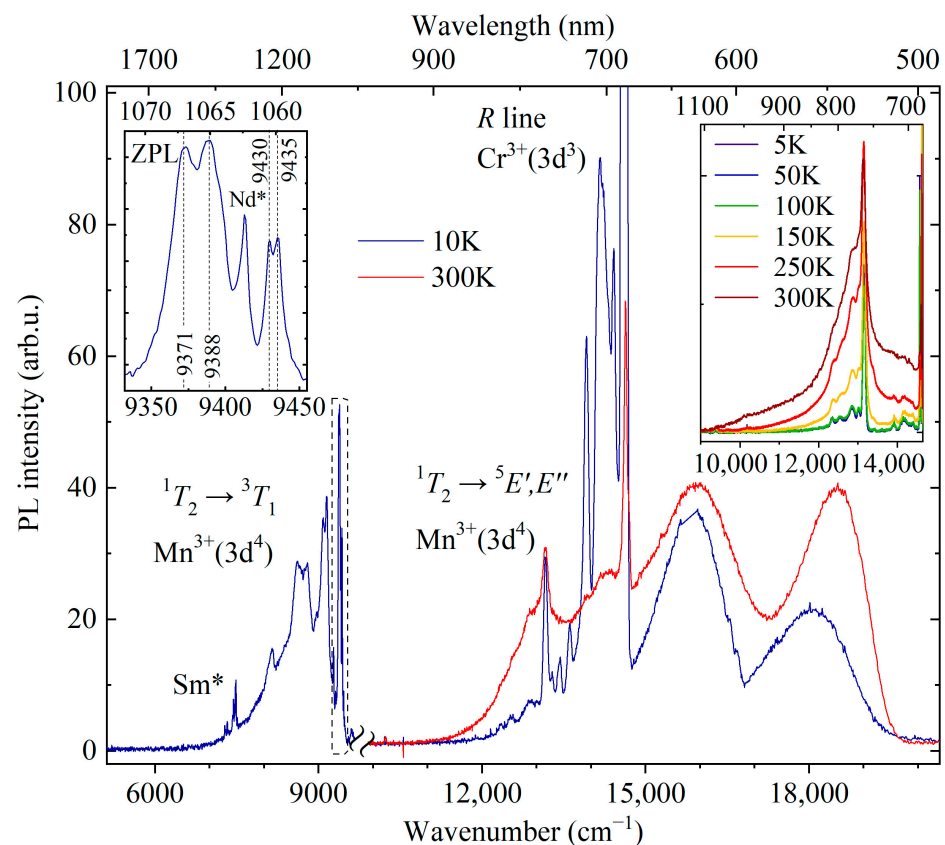 Wavelength (nm)
1700 1200 900 700 600 500
100
80
60
40
20
0
PL intensity (arb.u.)
1070 1065 1060
ZPL
Nd*
9430
9435
9371
9388
9350 9400 9450
R line
Cr³⁺(3d³)
10K
300K
1100 900 800 700
5K
50K
100K
150K
250K
300K
10,000 12,000 14,000
¹T₂ → ³T₁
Mn³⁺(3d⁴)
¹T₂ → ⁵E′,E″
Mn³⁺(3d⁴)
Sm*
6000 9000 12,000 15,000 18,000
Wavenumber (cm⁻¹)